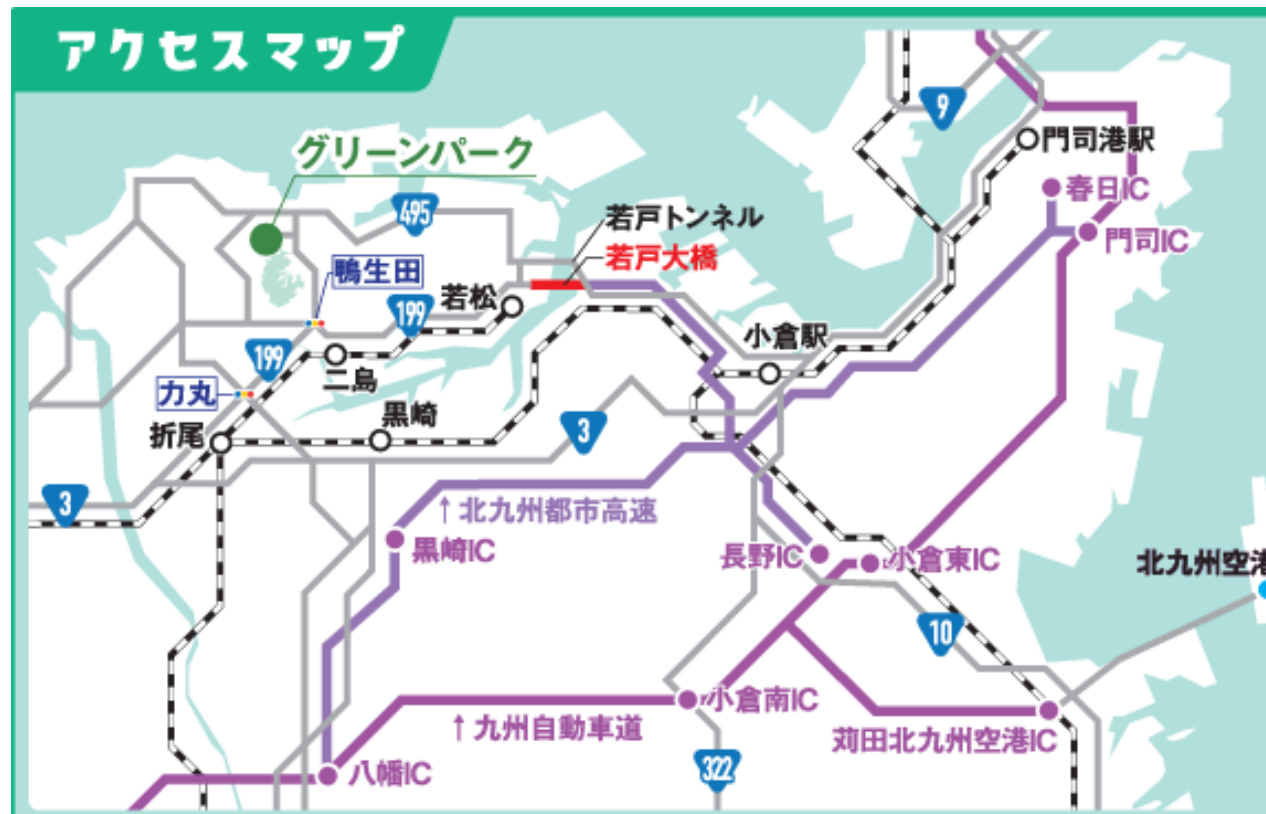 アクセスマップ
9
門司港駅
グリーンパーク
春日IC
495
若戸トンネル
門司IC
若戸大橋
鴨生田
若松
199
小倉駅
199
二島
力丸
黒崎
折尾
3
3
↑北九州都市高速
黒崎IC
長野IC
小倉東IC
北九州空港
10
小倉南IC
↑九州自動車道
苅田北九州空港IC
322
八幡IC